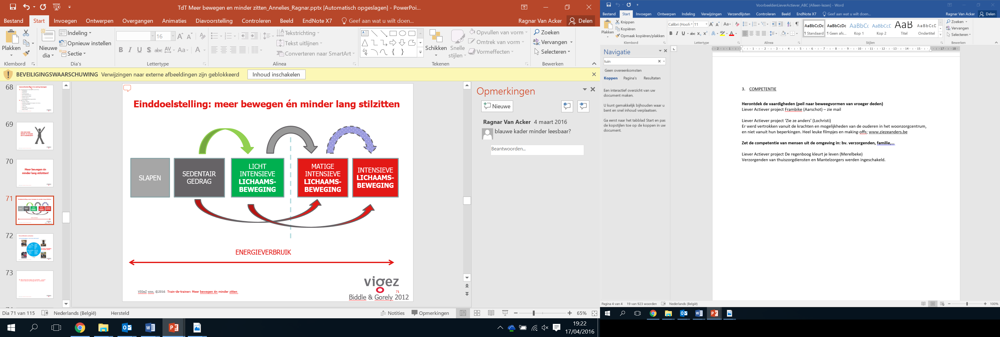 TdT Meer bewegen en minder zitten_Annelies_Ragnar.pptx [Automatisch opgeslagen] - PowerPoi...
Bestand Start Invoegen Ontwerpen Overgangen Animaties Diavoorstelling Controleren Beeld EndNote X7 Geef aan wat u wilt doen... Ragnar Van Acker Delen
Plakken
Klembord
Nieuwe dia
Indeling
Opnieuw instellen
Sectie
Dia's
16
B I U S abc AV Aa A
Lettertype
Tekstrichting
Tekst uitlijnen
Converteren naar SmartArt
Alinea
Schikken
Snelle stijlen
Opvullen van vorm
Omtrek van vorm
Vormeffecten
Tekenen
Zoeken
Vervangen
Selecteren
Bewerken
BEVEILIGINGSWAARSCHUWING Verwijzingen naar externe afbeeldingen zijn geblokkeerd Inhoud inschakelen
68
69
70
Meer bewegen én
minder lang stilzitten!
71
72
73
Einddoelstelling: meer bewegen én minder lang stilzitten
SLAPEN
SEDENTAIR
GEDRAG
LICHT
INTENSIEVE
LICHAAMS-
BEWEGING
MATIGE
INTENSIEVE
LICHAAMS-
BEWEGING
INTENSIEVE
LICHAAMS-
BEWEGING
ENERGIEVERBRUIK
vigez
VIGeZ vzw, ©2016 Train-de-trainer: Meer bewegen én minder zitten
71
Biddle & Gorely 2012
Opmerkingen
Nieuwe
Ragnar Van Acker 4 maart 2016
blauwe kader minder leesbaar?
Beantwoorden...
Dia 71 van 115 Nederlands (België) Hersteld Notities Opmerkingen 65%
19:22
17/04/2016
VoorbeeldenLieverActiever_ABC [Alleen-lezen] - Word
Bestand Start Invoegen Ontwerpen Indeling Verwijzingen Verzendlijsten Controleren Beeld EndNote X7 Geef aan wat u wilt doen... Ragnar Van Acker Delen
Plakken
Knippen
Kopiëren
Opmaak kopiëren/plakken
Klembord
Calibri (Hoof 11
Lettertype
Alinea
AaBbCcDc AaBbCcDc AaBbCc AaBbCcE AaB AaBbCcD
¶ Standaard ¶ Geen afs... Kop 1 Kop 2 Titel Ondertitel
Stijlen
Zoeken
Vervangen
Selecteren
Bewerken
Navigatie
tuin
Geen overeenkomsten
Koppen Pagina's Resultaten
Een interactief overzicht van uw
document maken.
U kunt gemakkelijk bijhouden waar u
bent en snel inhoud verplaatsen.
Ga eerst naar het tabblad Start en pas
de kopstijlen toe op de koppen in uw
document.
3. COMPETENTIE
Herontdek de vaardigheden (peil naar beweegvormen van vroeger deden)
Liever Actiever project Frambike (Aarschot) – zie mail
Liever Actiever project ‘Zie ze anders’ (Lochristi)
Er werd vertrokken vanuit de krachten en mogelijkheden van de ouderen in het woonzorgcentrum,
en niet vanuit hun beperkingen. Heel leuke filmpjes en making-offs; www.ziezeanders.be
Zet de competentie van mensen uit de omgeving in: bv. verzorgenden, familie,...
Liever Actiever project De regenboog kleurt je leven (Merelbeke)
Verzorgenden van thuiszorgdiensten en Mantelzorgers werden ingeschakeld.
Pagina 4 van 4 19 van 923 woorden Nederlands (België) 100%